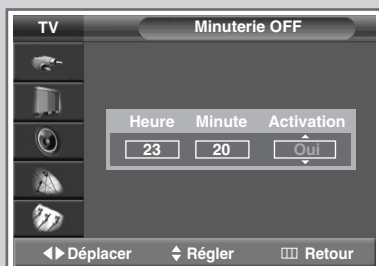 TV Minuterie OFF
Heure Minute Activation
23 20 Oui
Déplacer Régler Retour